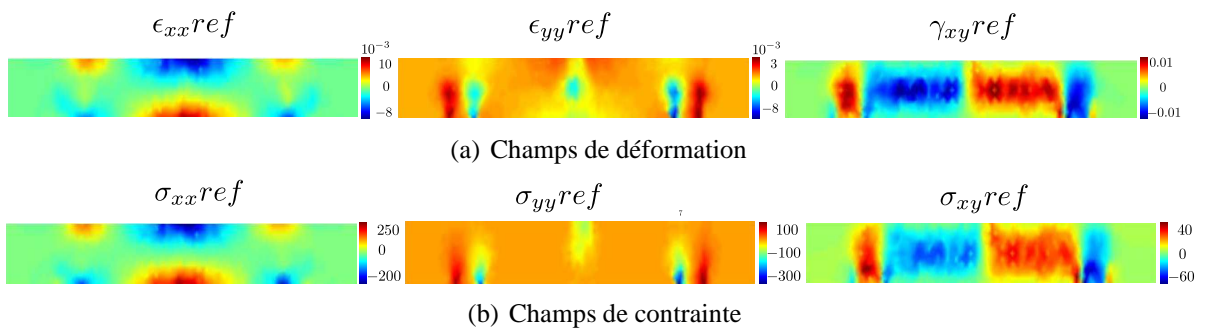 ϵxxref ϵyyref γxyref
10⁻³ 10⁻³
10 3 0.01
0 0 0
−8 −8 −0.01
(a) Champs de déformation
σxxref σyyref σxyref
7
250 100 40
0 −100 0
−200 −300 −60
(b) Champs de contrainte